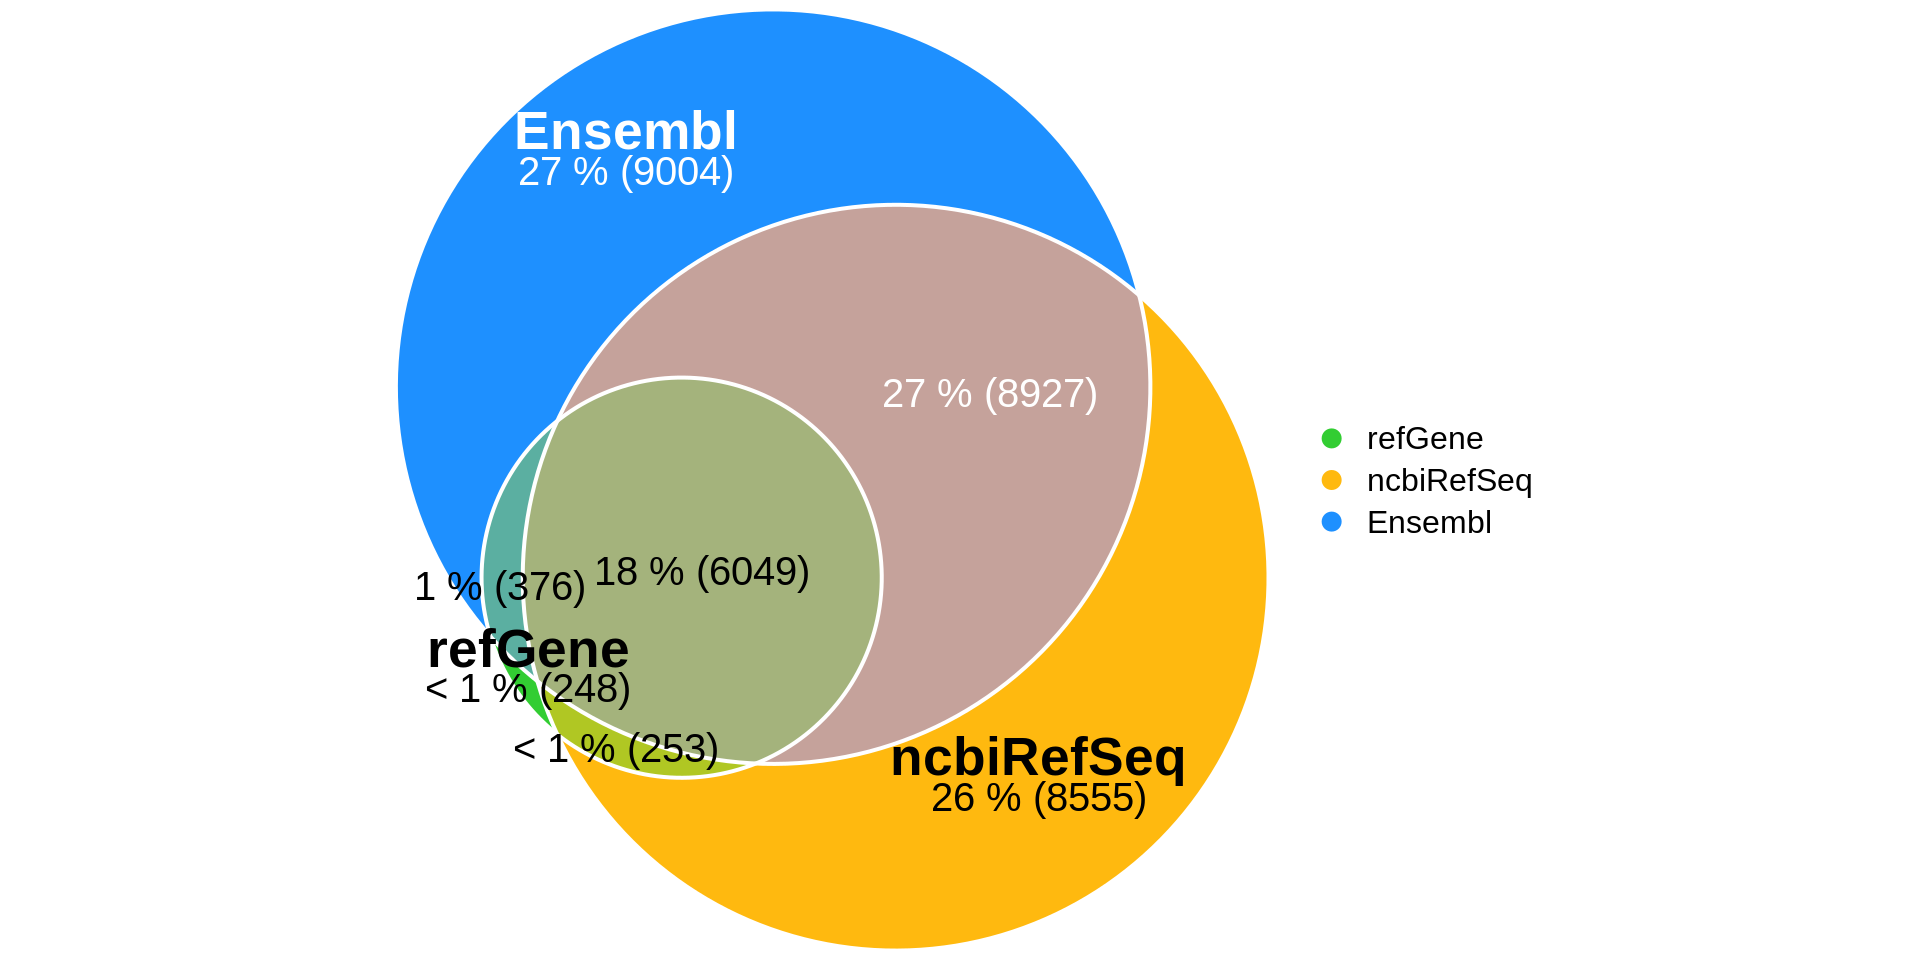 Ensembl
27 % (9004)
27 % (8927)
1 % (376)
18 % (6049)
refGene
< 1 % (248)
< 1 % (253)
ncbiRefSeq
26 % (8555)
refGene
ncbiRefSeq
Ensembl